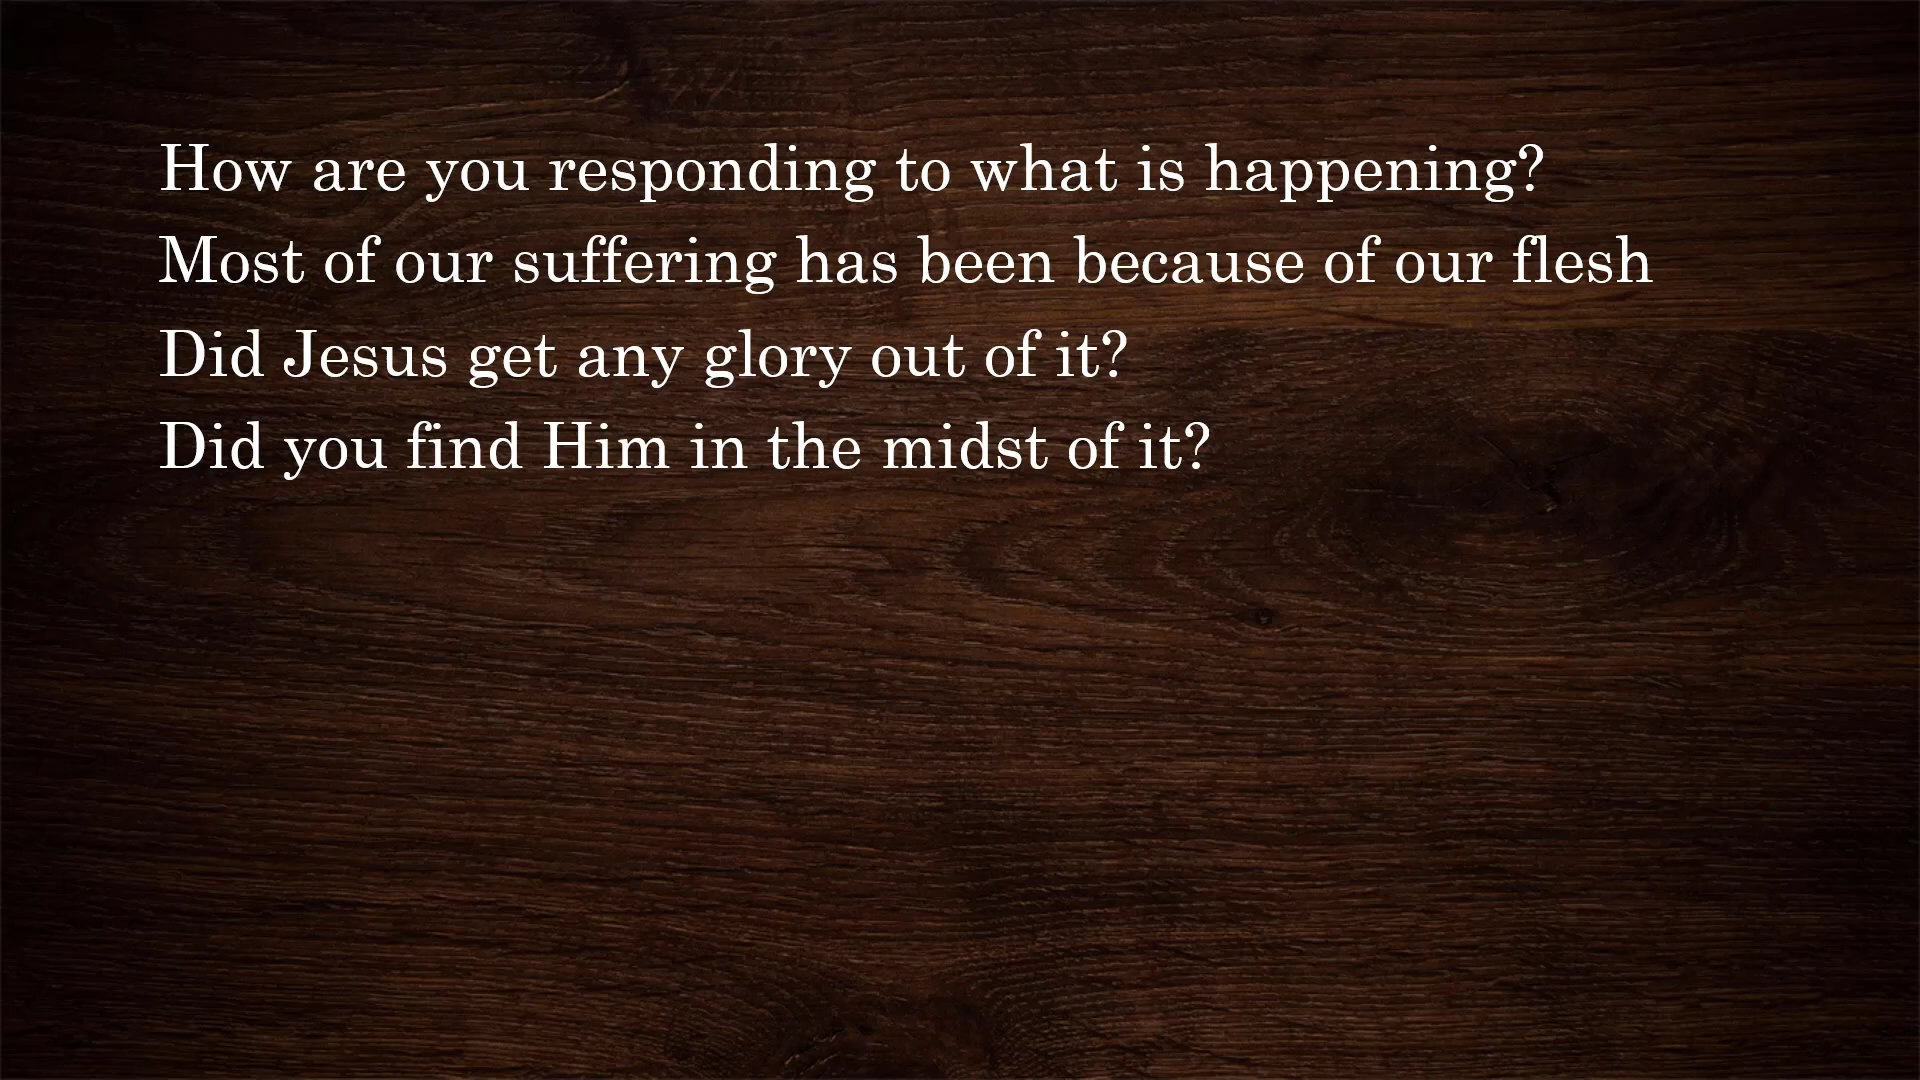 How are you responding to what is happening?
Most of our suffering has been because of our flesh
Did Jesus get any glory out of it?
Did you find Him in the midst of it?